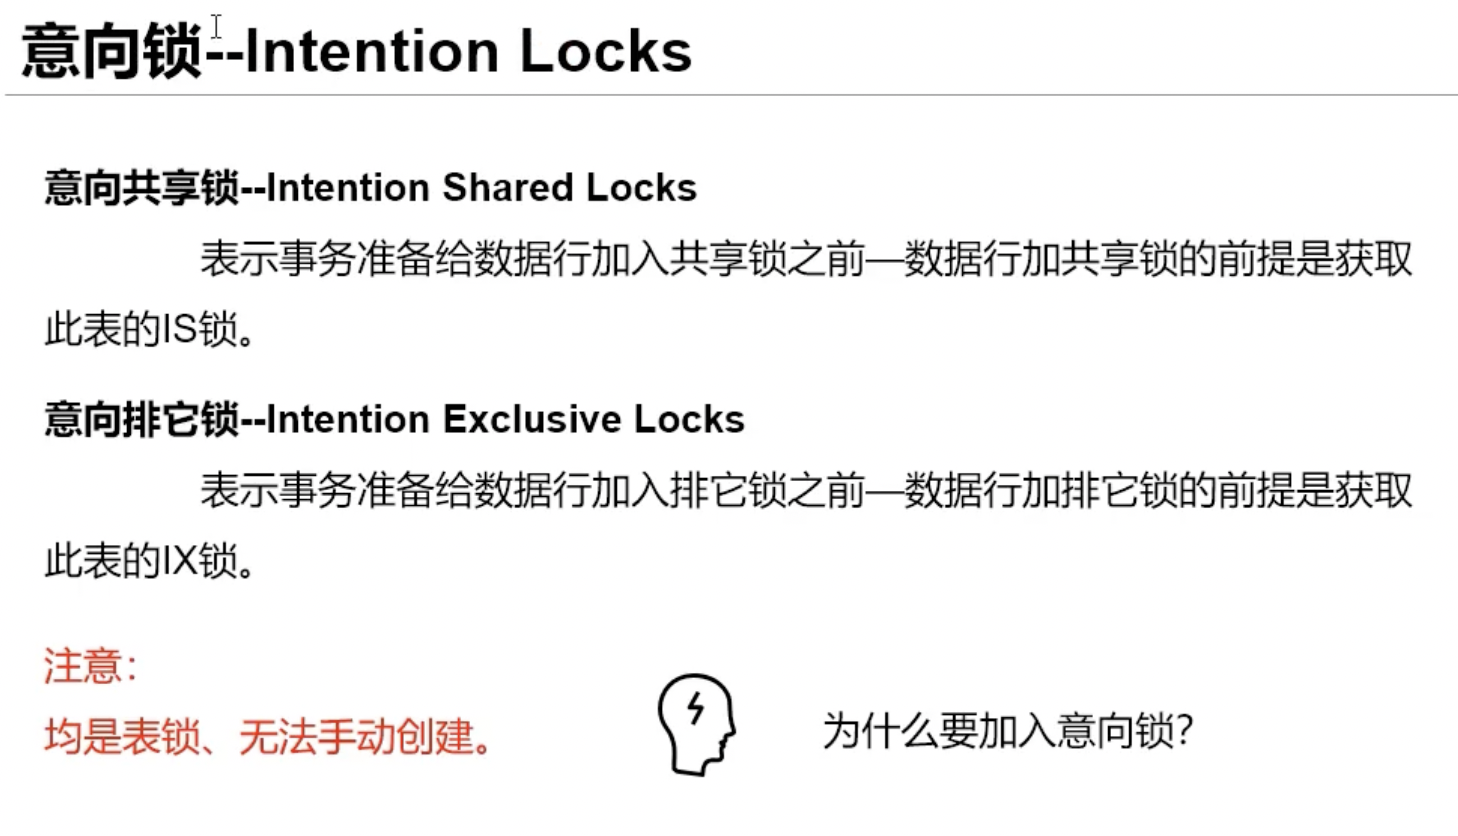 意向锁--Intention Locks
意向共享锁--Intention Shared Locks
表示事务准备给数据行加入共享锁之前—数据行加共享锁的前提是获取
此表的IS锁。
意向排它锁--Intention Exclusive Locks
表示事务准备给数据行加入排它锁之前—数据行加排它锁的前提是获取
此表的IX锁。
注意：
均是表锁、无法手动创建。
为什么要加入意向锁?